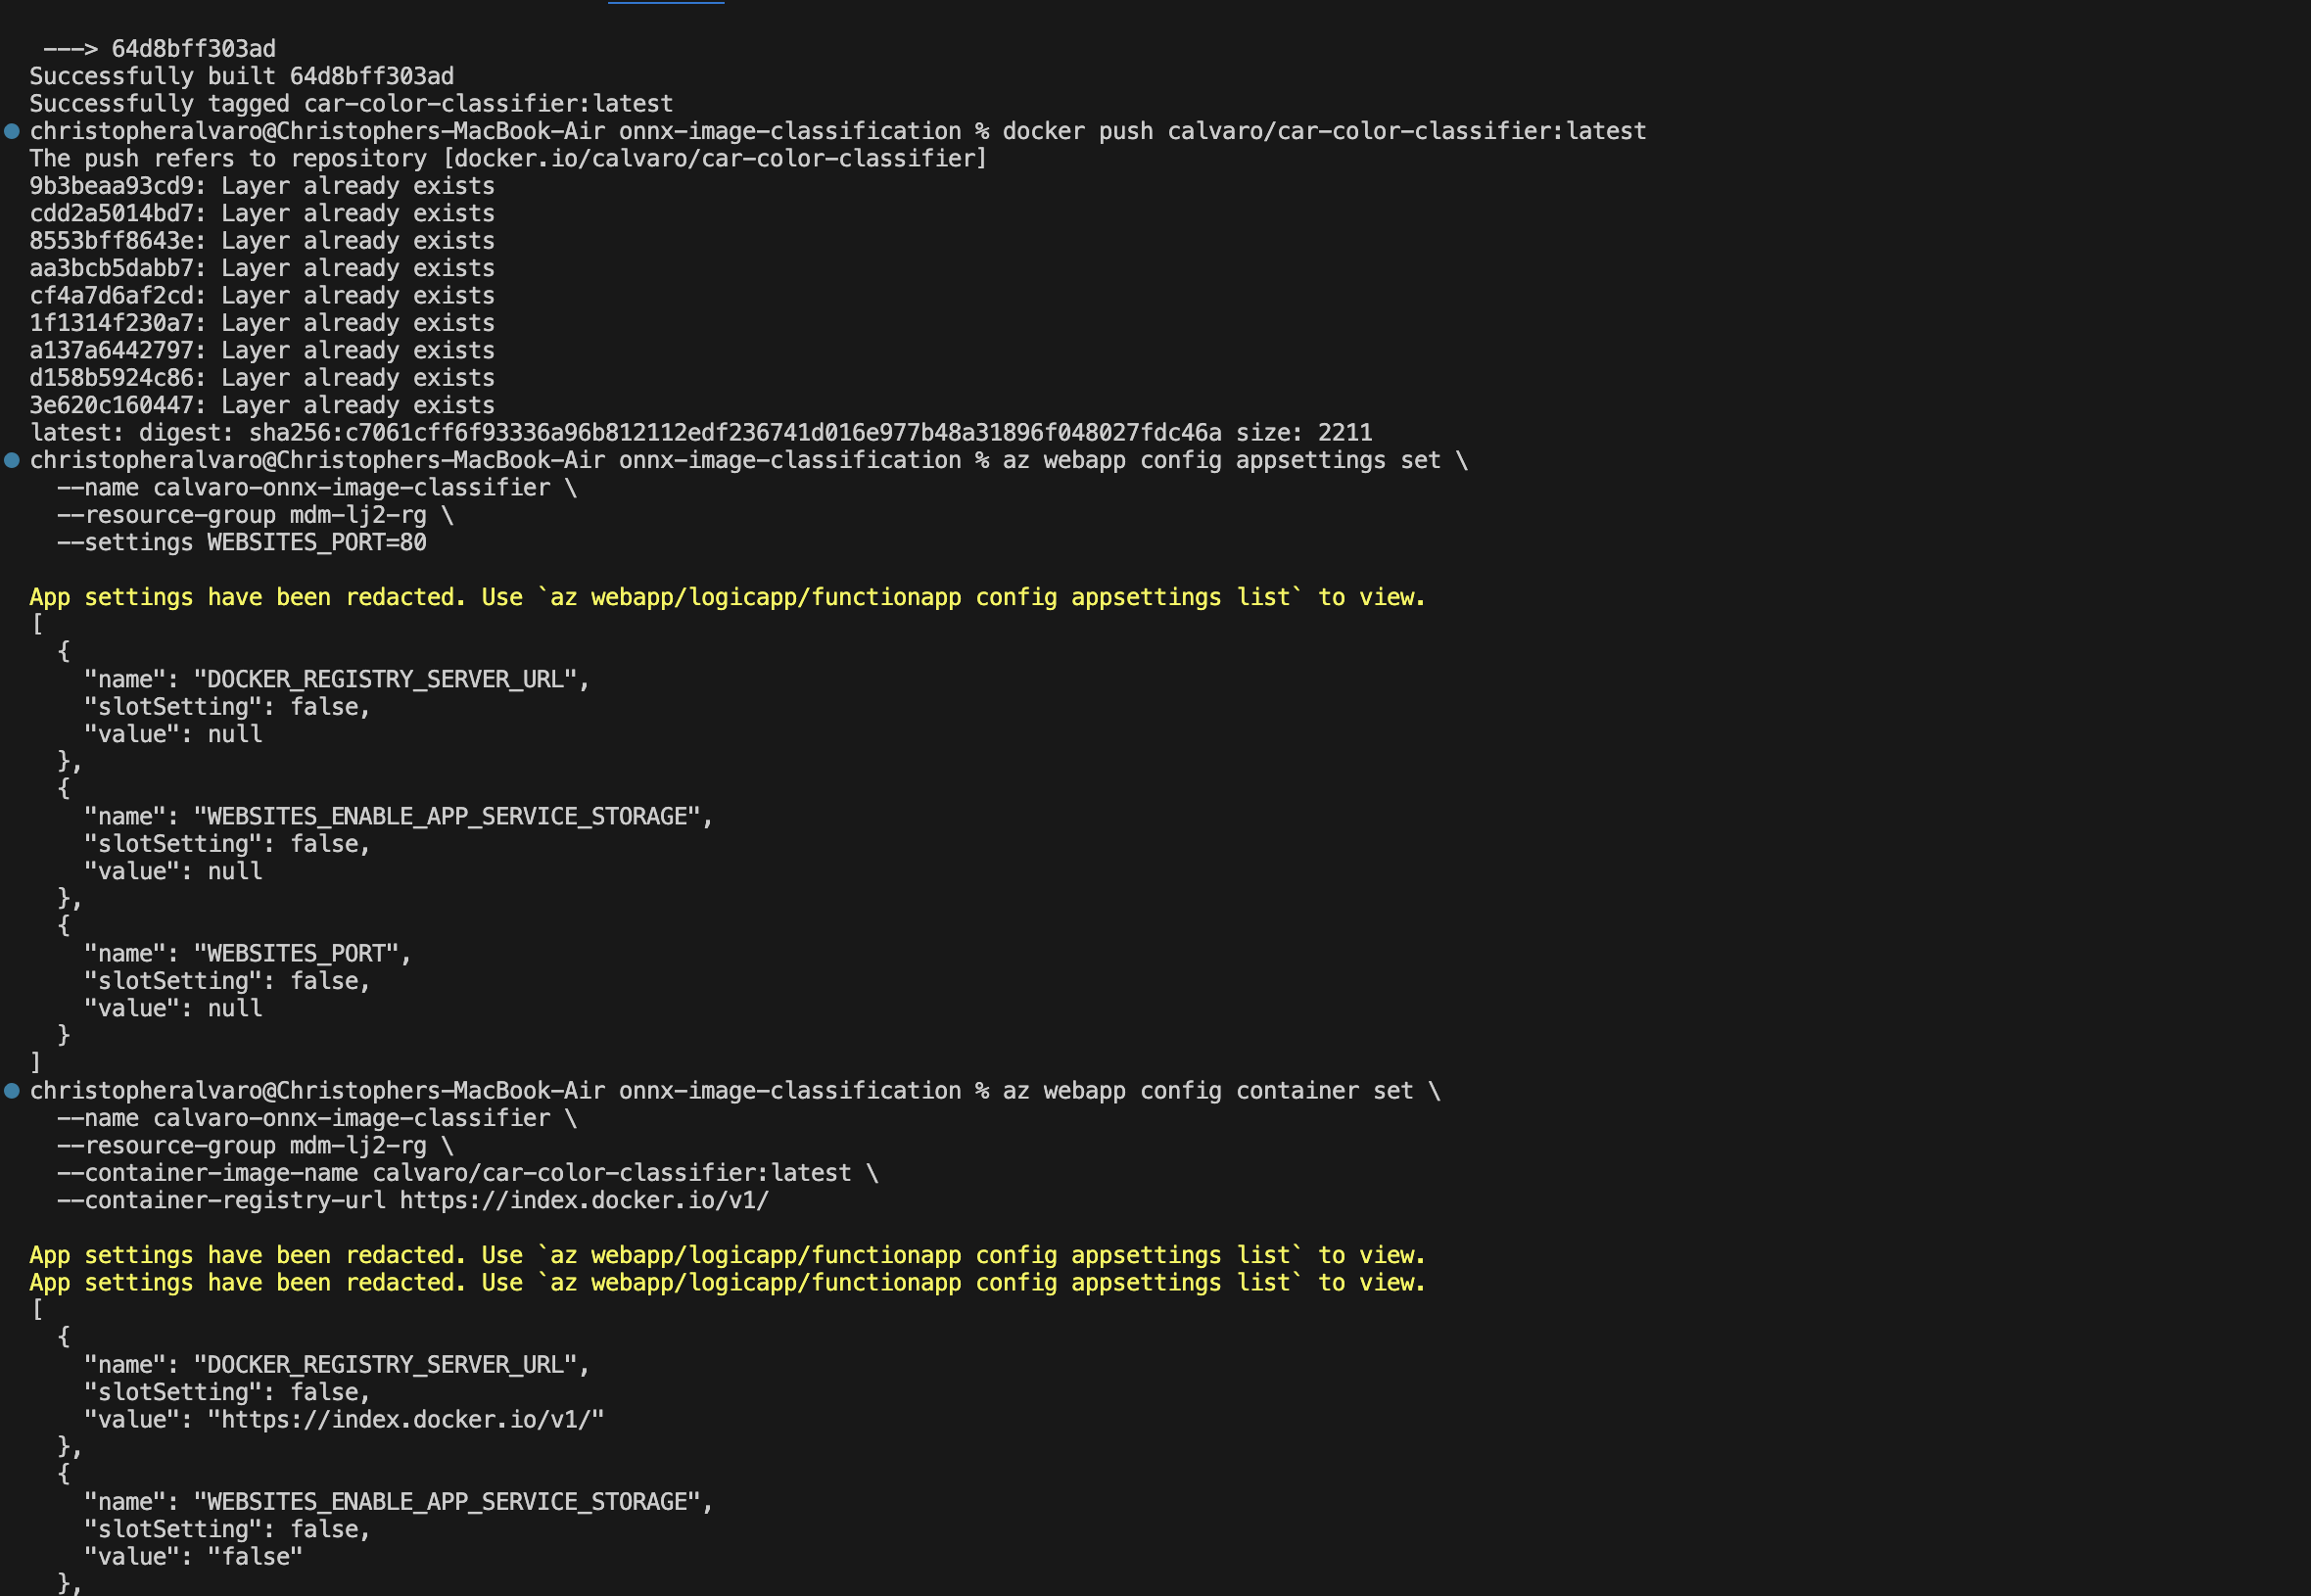 ---> 64d8bff303ad
Successfully built 64d8bff303ad
Successfully tagged car-color-classifier:latest
christopheralvaro@Christophers-MacBook-Air onnx-image-classification % docker push calvaro/car-color-classifier:latest
The push refers to repository [docker.io/calvaro/car-color-classifier]
9b3beaa93cd9: Layer already exists
cdd2a5014bd7: Layer already exists
8553bff8643e: Layer already exists
aa3bcb5dabb7: Layer already exists
cf4a7d6af2cd: Layer already exists
1f1314f230a7: Layer already exists
a137a6442797: Layer already exists
d158b5924c86: Layer already exists
3e620c160447: Layer already exists
latest: digest: sha256:c7061cff6f93336a96b812112edf236741d016e977b48a31896f048027fdc46a size: 2211
christopheralvaro@Christophers-MacBook-Air onnx-image-classification % az webapp config appsettings set \
  --name calvaro-onnx-image-classifier \
  --resource-group mdm-lj2-rg \
  --settings WEBSITES_PORT=80
App settings have been redacted. Use `az webapp/logicapp/functionapp config appsettings list` to view.
[
  {
    "name": "DOCKER_REGISTRY_SERVER_URL",
    "slotSetting": false,
    "value": null
  },
  {
    "name": "WEBSITES_ENABLE_APP_SERVICE_STORAGE",
    "slotSetting": false,
    "value": null
  },
  {
    "name": "WEBSITES_PORT",
    "slotSetting": false,
    "value": null
  }
]
christopheralvaro@Christophers-MacBook-Air onnx-image-classification % az webapp config container set \
  --name calvaro-onnx-image-classifier \
  --resource-group mdm-lj2-rg \
  --container-image-name calvaro/car-color-classifier:latest \
  --container-registry-url https://index.docker.io/v1/
App settings have been redacted. Use `az webapp/logicapp/functionapp config appsettings list` to view.
App settings have been redacted. Use `az webapp/logicapp/functionapp config appsettings list` to view.
[
  {
    "name": "DOCKER_REGISTRY_SERVER_URL",
    "slotSetting": false,
    "value": "https://index.docker.io/v1/"
  },
  {
    "name": "WEBSITES_ENABLE_APP_SERVICE_STORAGE",
    "slotSetting": false,
    "value": "false"
  },